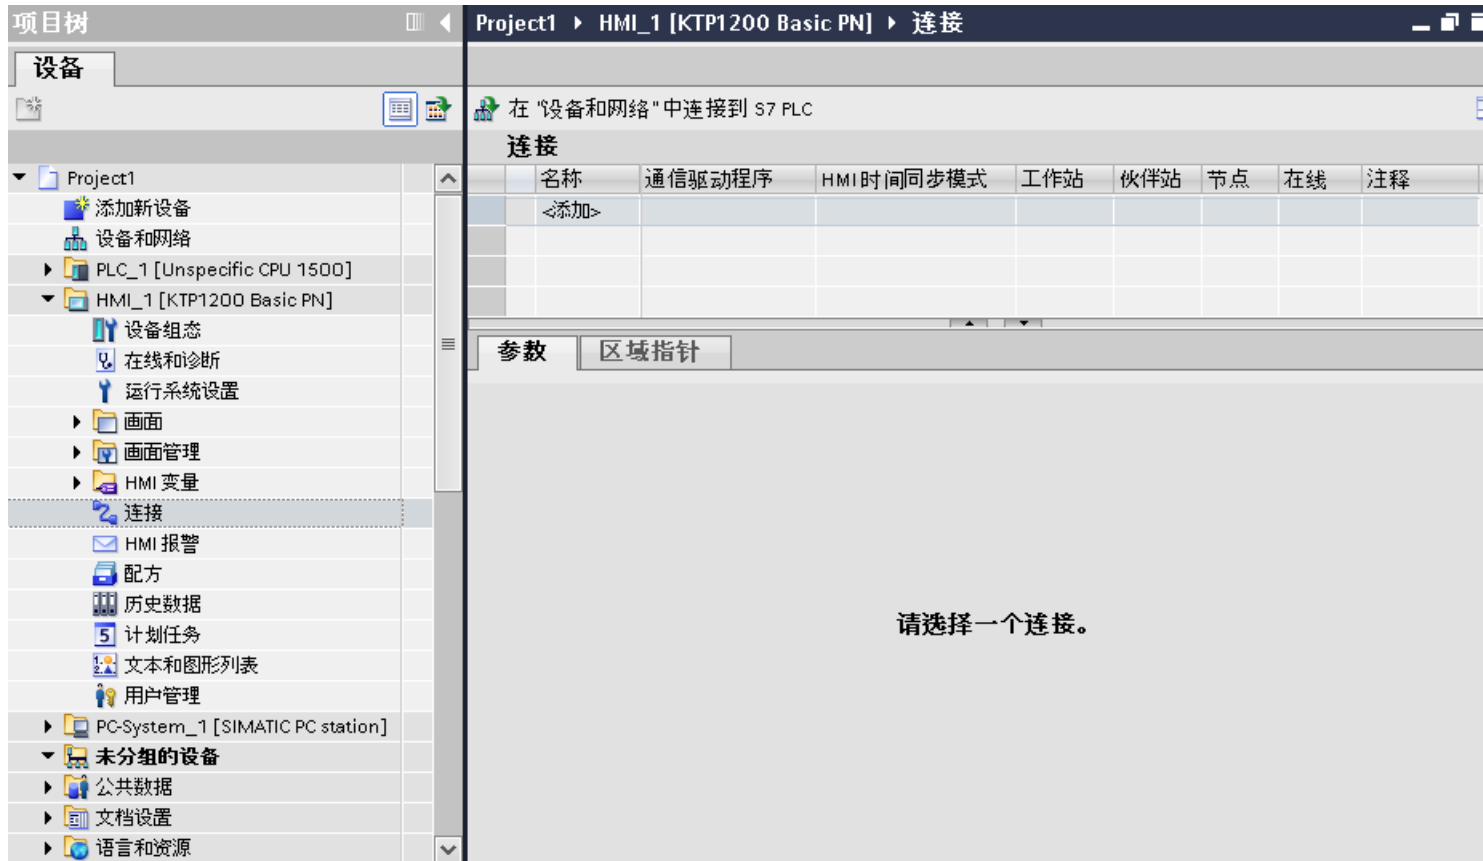 项目树
Project1 HMI_1 [KTP1200 Basic PN] 连接
设备
在 "设备和网络" 中连接到 S7 PLC
连接
名称 通信驱动程序 HMI时间同步模式 工作站 伙伴站 节点 在线 注释
<添加>
参数 区域指针
请选择一个连接。
Project1
添加新设备
设备和网络
PLC_1 [Unspecific CPU 1500]
HMI_1 [KTP1200 Basic PN]
设备组态
在线和诊断
运行系统设置
画面
画面管理
HMI 变量
连接
HMI 报警
配方
历史数据
计划任务
文本和图形列表
用户管理
PC-System_1 [SIMATIC PC station]
未分组的设备
公共数据
文档设置
语言和资源